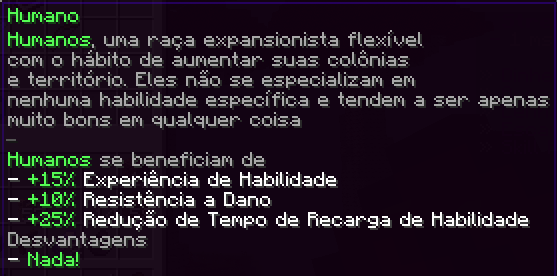 Humano
Humanos, uma raça expansionista flexível
com o hábito de aumentar suas colônias
e território. Eles não se especializam em
nenhuma habilidade específica e tendem a ser apenas
muito bons em qualquer coisa
—
Humanos se beneficiam de
- +15% Experiência de Habilidade
- +10% Resistência a Dano
- +25% Redução de Tempo de Recarga de Habilidade
Desvantagens
- Nada!